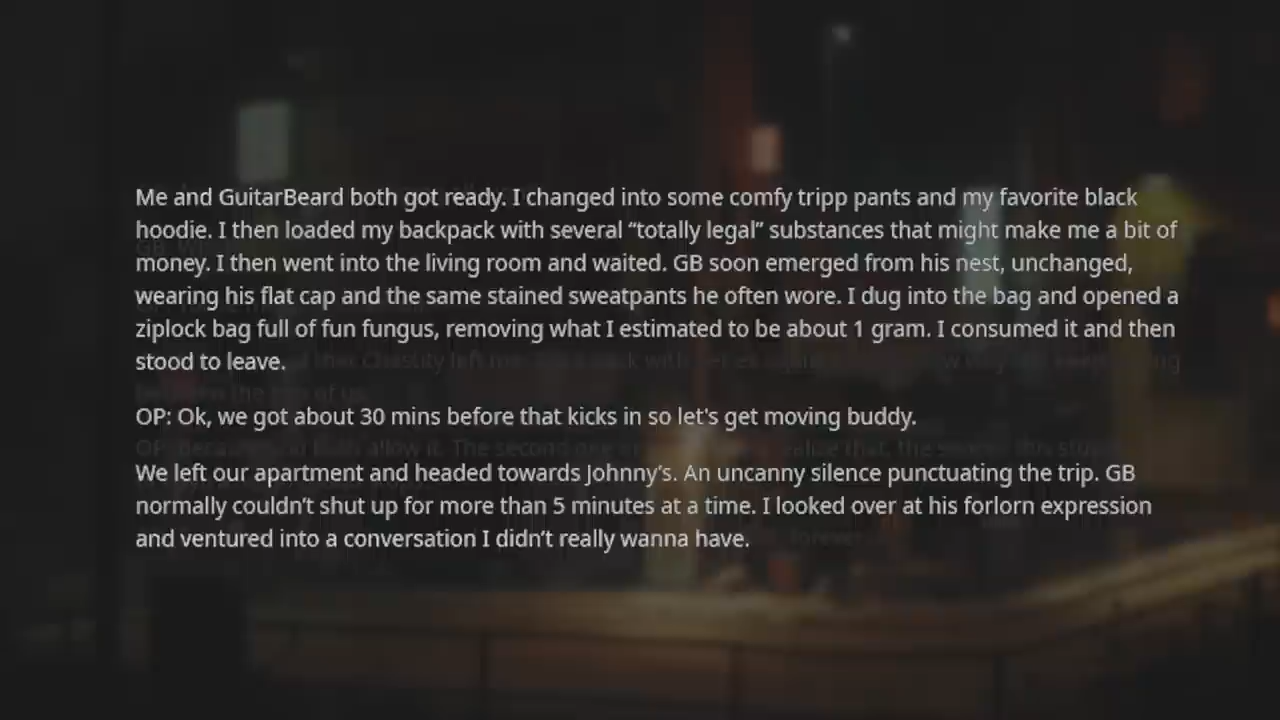 Me and GuitarBeard both got ready. I changed into some comfy tripp pants and my favorite black
hoodie. I then loaded my backpack with several “totally legal” substances that might make me a bit of
money. I then went into the living room and waited. GB soon emerged from his nest, unchanged,
wearing his flat cap and the same stained sweatpants he often wore. I dug into the bag and opened a
ziplock bag full of fun fungus, removing what I estimated to be about 1 gram. I consumed it and then
stood to leave.
OP: Ok, we got about 30 mins before that kicks in so let's get moving buddy.
We left our apartment and headed towards Johnny’s. An uncanny silence punctuating the trip. GB
normally couldn’t shut up for more than 5 minutes at a time. I looked over at his forlorn expression
and ventured into a conversation I didn’t really wanna have.